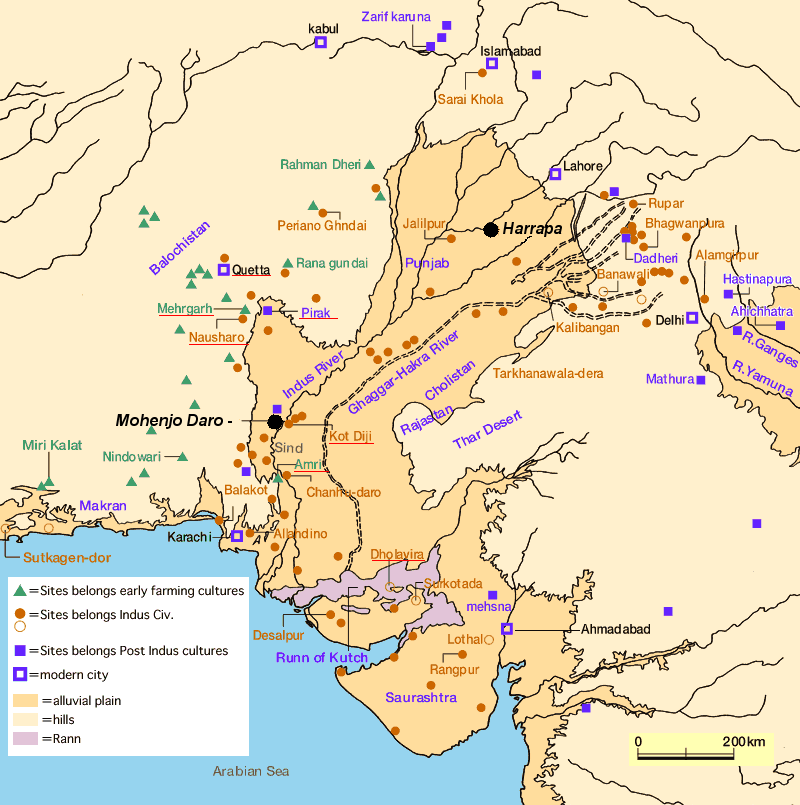 Zarif karuna
kabul
Islamabad
Sarai Khola
Rahman Dheri
Lahore
Periano Ghndai
Jalilpur
Harrapa
Rupar
Bhagwanpura
Balochistan
Quetta
Rana gundai
Punjab
Dadheri
Alamgirpur
Banawali
Hastinapura
Mehrgarh
Pirak
Ahichhatra
Nausharo
Kalibangan
Delhi
R.Ganges
Indus River
Ghaggar-Hakra River
Cholistan
Tarkhanawala-dera
Mathura
R.Yamuna
Mohenjo Daro -
Rajastan
Thar Desert
Kot Diji
Miri Kalat
Nindowari
Sind
Amri
Makran
Balakot
Chanhu-daro
Karachi
Allandino
Sutkagen-dor
Dholavira
Surkotada
mehsna
Desalpur
Lothal
Ahmadabad
Runn of Kutch
Rangpur
Saurashtra
=Sites belongs early farming cultures
=Sites belongs Indus Civ.
=Sites belongs Post Indus cultures
=modern city
=alluvial plain
=hills
=Rann
0 200km
Arabian Sea